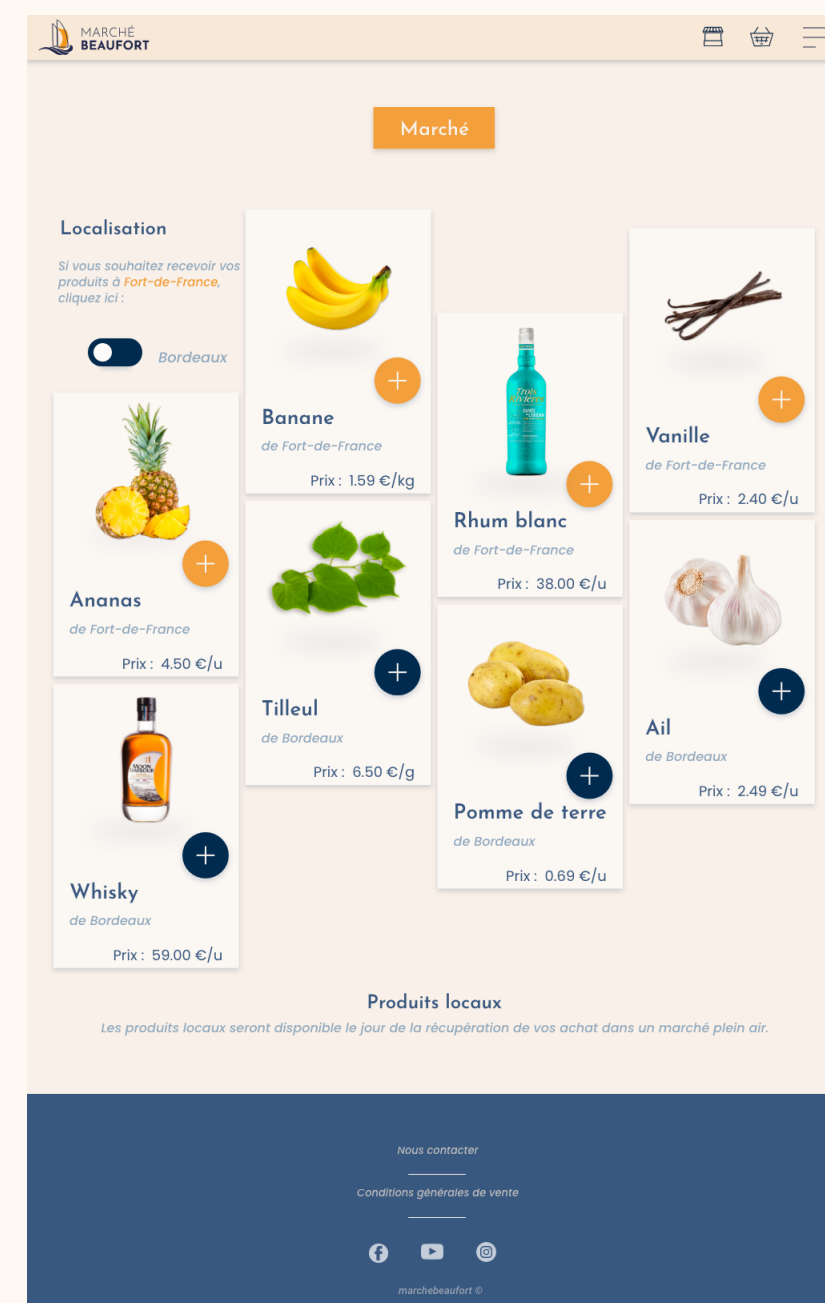 MARCHÉ
BEAUFORT
Marché
Localisation
Si vous souhaitez recevoir vos
produits à Fort-de-France,
cliquez ici :
Bordeaux
Ananas
de Fort-de-France
Prix : 4.50 €/u
Whisky
de Bordeaux
Prix : 59.00 €/u
Banane
de Fort-de-France
Prix : 1.59 €/kg
Tilleul
de Bordeaux
Prix : 6.50 €/g
Trois
Rivières
Rhum blanc
de Fort-de-France
Prix : 38.00 €/u
Pomme de terre
de Bordeaux
Prix : 0.69 €/u
Vanille
de Fort-de-France
Prix : 2.40 €/u
Ail
de Bordeaux
Prix : 2.49 €/u
MOON
HARBOUR
Produits locaux
Les produits locaux seront disponible le jour de la récupération de vos achat dans un marché plein air.
Nous contacter
Conditions générales de vente
marchebeaufort ©